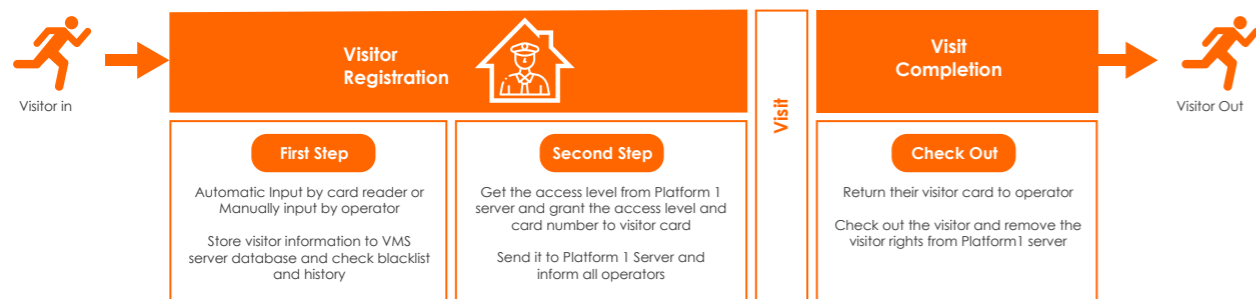 Visitor in
Visitor
Registration
First Step
Automatic Input by card reader or
Manually input by operator
Store visitor information to VMS
server database and check blacklist
and history
Second Step
Get the access level from Platform 1
server and grant the access level and
card number to visitor card
Send it to Platform 1 Server and
inform all operators
Visit
Visit
Completion
Check Out
Return their visitor card to operator
Check out the visitor and remove the
visitor rights from Platform1 server
Visitor Out